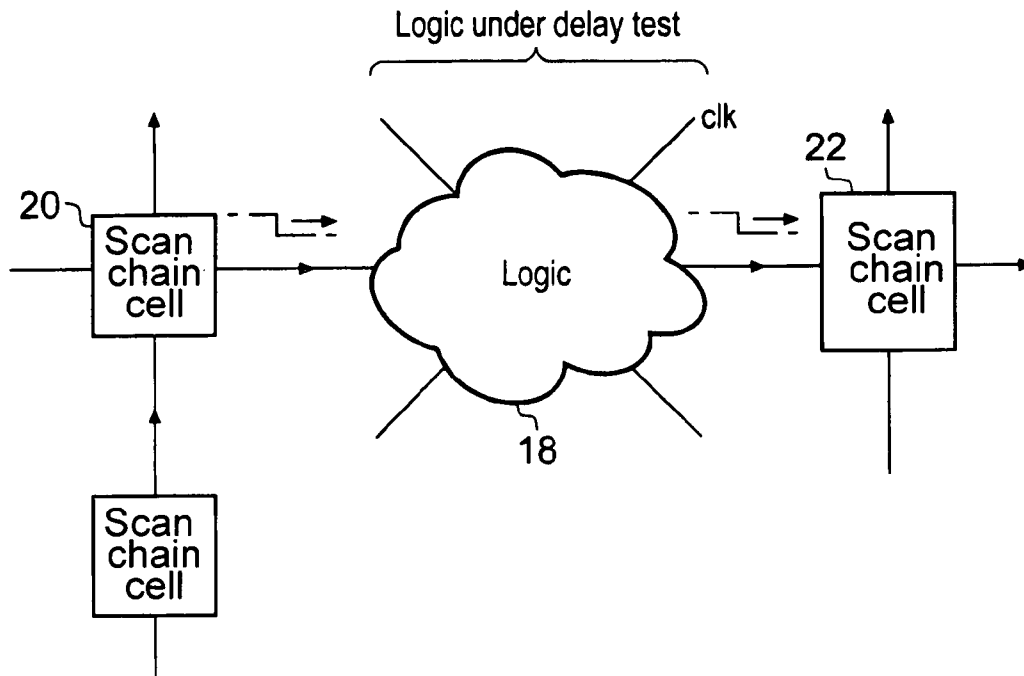 Logic under delay test
clk
20
Scan
chain
cell
Logic
22
Scan
chain
cell
18
Scan
chain
cell